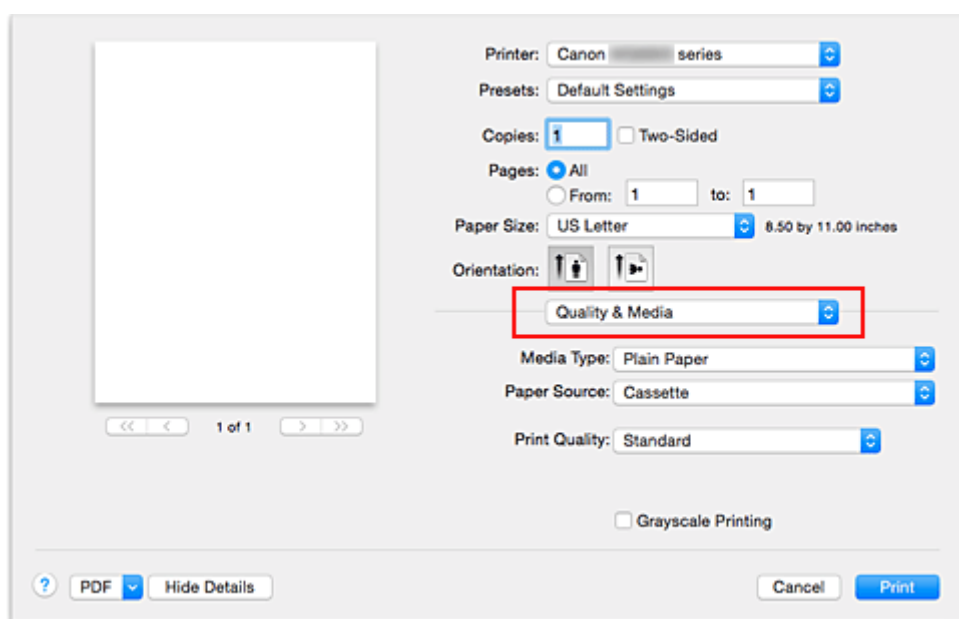 Printer: Canon series
Presets: Default Settings
Copies: 1 Two-Sided
Pages: All
From: 1 to: 1
Paper Size: US Letter 8.50 by 11.00 inches
Orientation:
Quality & Media
Media Type: Plain Paper
Paper Source: Cassette
Print Quality: Standard
Grayscale Printing
<< < 1 of 1 > >>
? PDF Hide Details Cancel Print